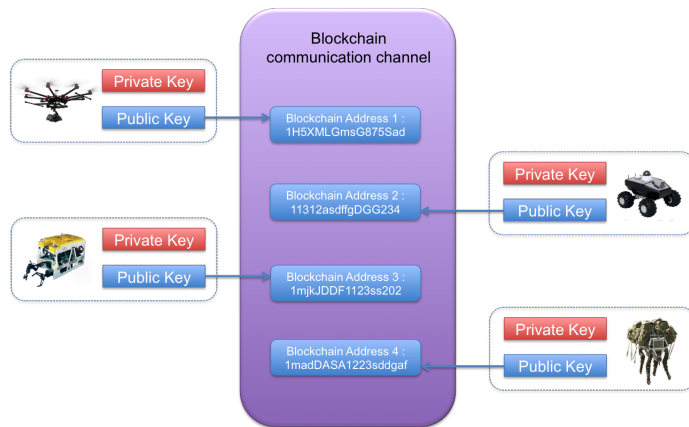 Blockchain
communication channel
Private Key
Public Key
Blockchain Address 1 :
1H5XMLGmsG875Sad
Private Key
Public Key
Blockchain Address 2 :
11312asdffgDGG234
Private Key
Public Key
Blockchain Address 3 :
1mjkJDDF1123ss202
Private Key
Public Key
Blockchain Address 4 :
1madDASA1223sddgaf